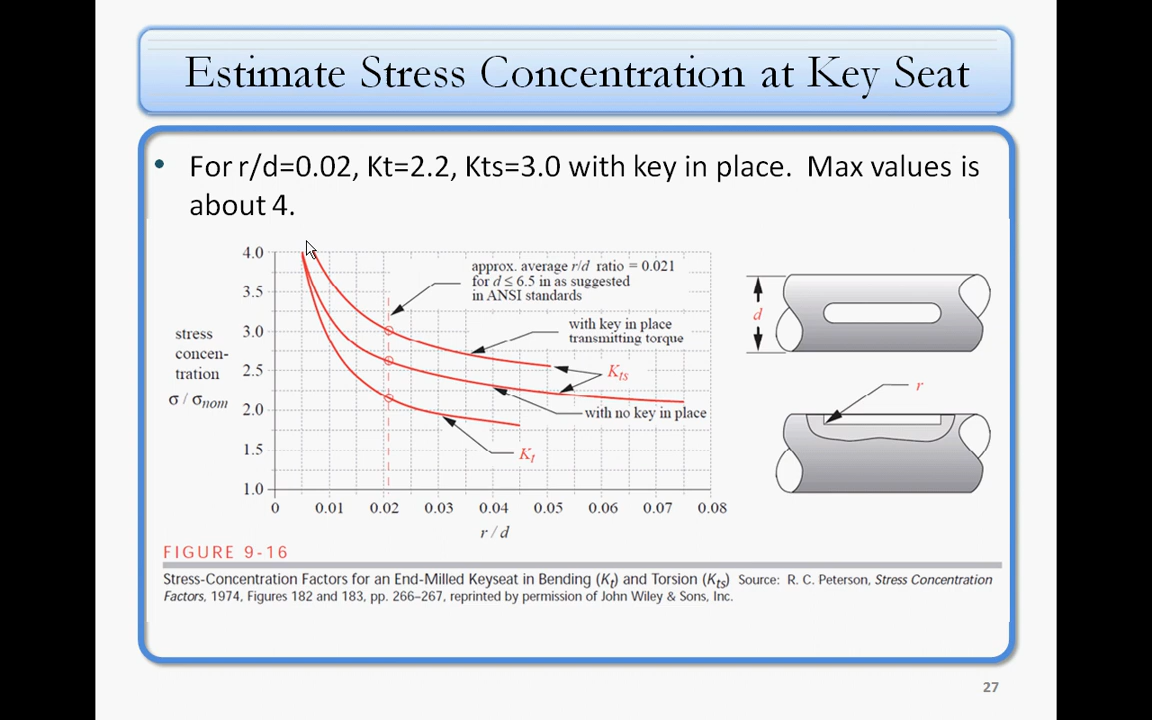 Estimate Stress Concentration at Key Seat
• For r/d=0.02, Kt=2.2, Kts=3.0 with key in place. Max values is
about 4.
4.0
3.5
3.0
2.5
2.0
1.5
1.0
stress
concen-
tration
σ / σnom
approx. average r/d ratio = 0.021
for d ≤ 6.5 in as suggested
in ANSI standards
with key in place
transmitting torque
Kts
with no key in place
Kt
0 0.01 0.02 0.03 0.04 0.05 0.06 0.07 0.08
r / d
d
r
FIGURE 9-16
Stress-Concentration Factors for an End-Milled Keyseat in Bending (Kt) and Torsion (Kts) Source: R. C. Peterson, Stress Concentration
Factors, 1974, Figures 182 and 183, pp. 266–267, reprinted by permission of John Wiley & Sons, Inc.
27